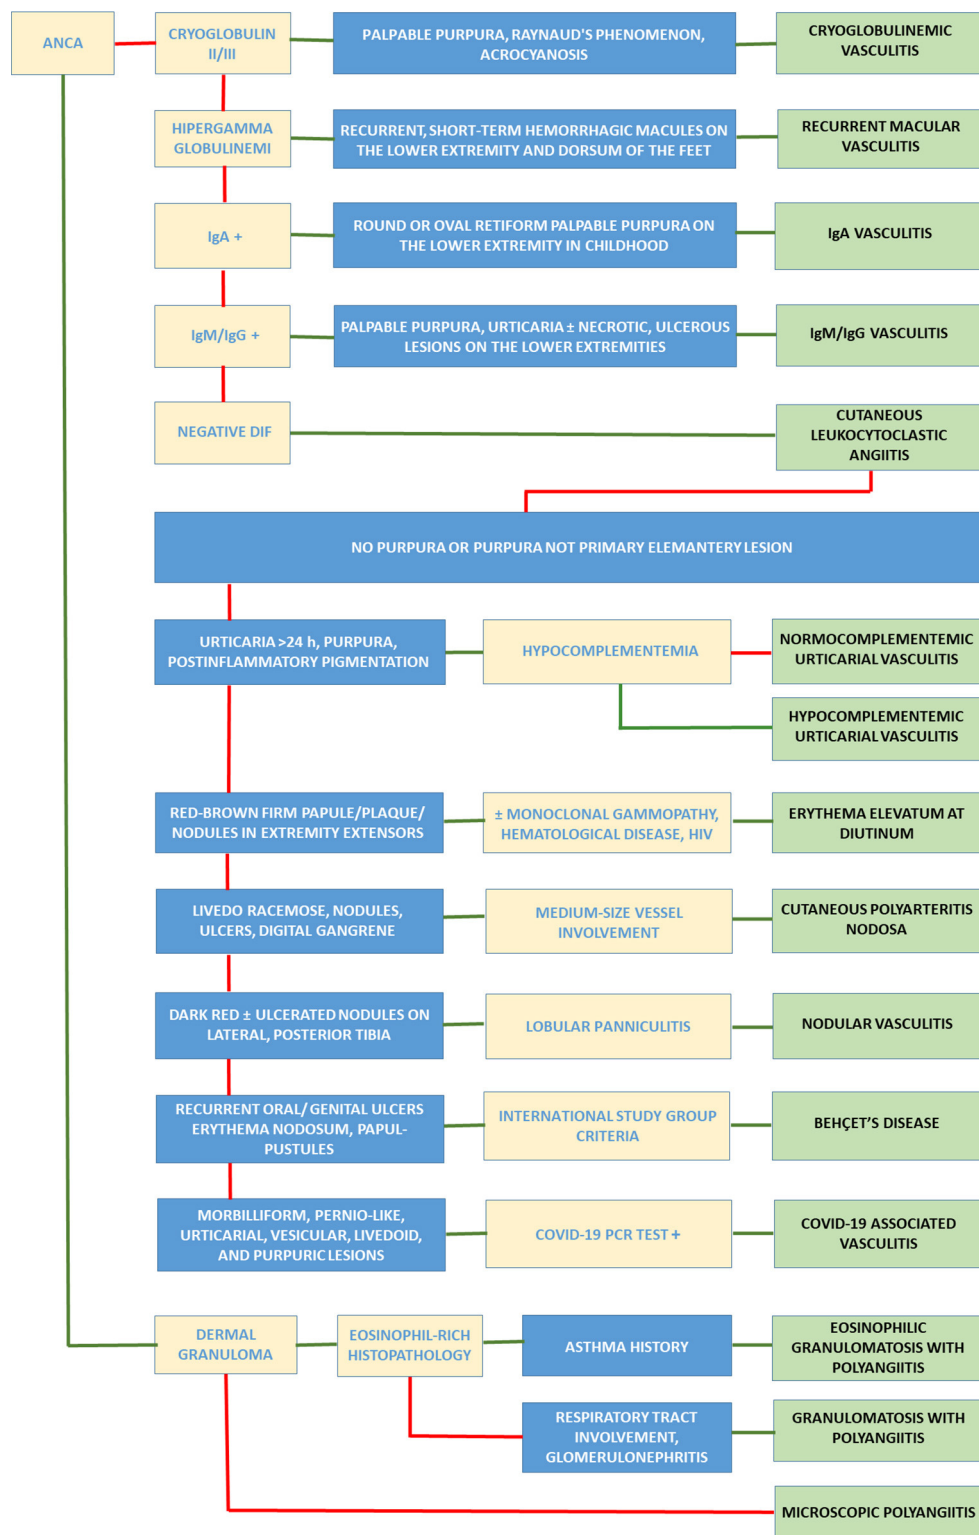 ANCA
CRYOGLOBULIN
II/III
PALPABLE PURPURA, RAYNAUD'S PHENOMENON,
ACROCYANOSIS
CRYOGLOBULINEMIC
VASCULITIS
HIPERGAMMA
GLOBULINEMI
RECURRENT, SHORT-TERM HEMORRHAGIC MACULES ON
THE LOWER EXTREMITY AND DORSUM OF THE FEET
RECURRENT MACULAR
VASCULITIS
IgA +
ROUND OR OVAL RETIFORM PALPABLE PURPURA ON
THE LOWER EXTREMITY IN CHILDHOOD
IgA VASCULITIS
IgM/IgG +
PALPABLE PURPURA, URTICARIA ± NECROTIC, ULCEROUS
LESIONS ON THE LOWER EXTREMITIES
IgM/IgG VASCULITIS
NEGATIVE DIF
CUTANEOUS
LEUKOCYTOCLASTIC
ANGIITIS
NO PURPURA OR PURPURA NOT PRIMARY ELEMANTERY LESION
URTICARIA >24 h, PURPURA,
POSTINFLAMMATORY PIGMENTATION
HYPOCOMPLEMENTEMIA
NORMOCOMPLEMENTEMIC
URTICARIAL VASCULITIS
HYPOCOMPLEMENTEMIC
URTICARIAL VASCULITIS
RED-BROWN FIRM PAPULE/PLAQUE/
NODULES IN EXTREMITY EXTENSORS
± MONOCLONAL GAMMOPATHY,
HEMATOLOGICAL DISEASE, HIV
ERYTHEMA ELEVATUM AT
DIUTINUM
LIVEDO RACEMOSE, NODULES,
ULCERS, DIGITAL GANGRENE
MEDIUM-SIZE VESSEL
INVOLVEMENT
CUTANEOUS POLYARTERITIS
NODOSA
DARK RED ± ULCERATED NODULES ON
LATERAL, POSTERIOR TIBIA
LOBULAR PANNICULITIS
NODULAR VASCULITIS
RECURRENT ORAL/ GENITAL ULCERS
ERYTHEMA NODOSUM, PAPUL-
PUSTULES
INTERNATIONAL STUDY GROUP
CRITERIA
BEHÇET'S DISEASE
MORBILLIFORM, PERNIO-LIKE,
URTICARIAL, VESICULAR, LIVEDOID,
AND PURPURIC LESIONS
COVID-19 PCR TEST +
COVID-19 ASSOCIATED
VASCULITIS
DERMAL
GRANULOMA
EOSINOPHIL-RICH
HISTOPATHOLOGY
ASTHMA HISTORY
EOSINOPHILIC
GRANULOMATOSIS WITH
POLYANGIITIS
RESPIRATORY TRACT
INVOLVEMENT,
GLOMERULONEPHRITIS
GRANULOMATOSIS WITH
POLYANGIITIS
MICROSCOPIC POLYANGIITIS